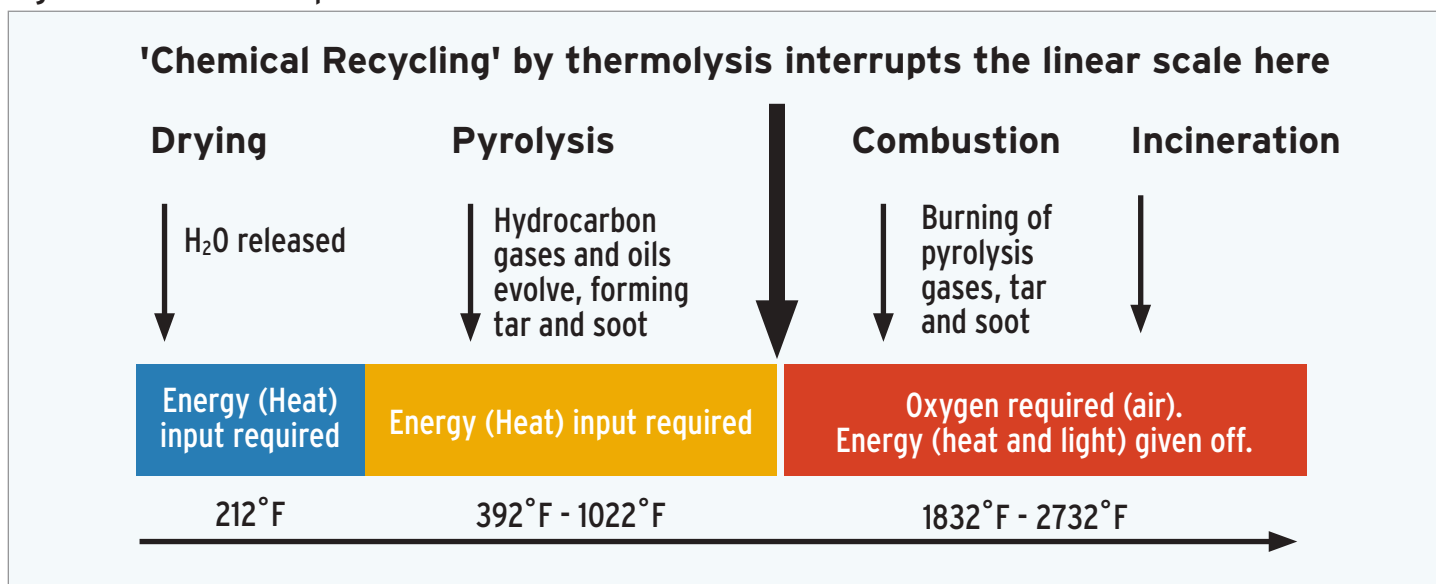 'Chemical Recycling' by thermolysis interrupts the linear scale here
Drying
Pyrolysis
Combustion
Incineration
H₂O released
Hydrocarbon
gases and oils
evolve, forming
tar and soot
Burning of
pyrolysis
gases, tar
and soot
Energy (Heat)
input required
Energy (Heat) input required
Oxygen required (air).
Energy (heat and light) given off.
212°F
392°F - 1022°F
1832°F - 2732°F